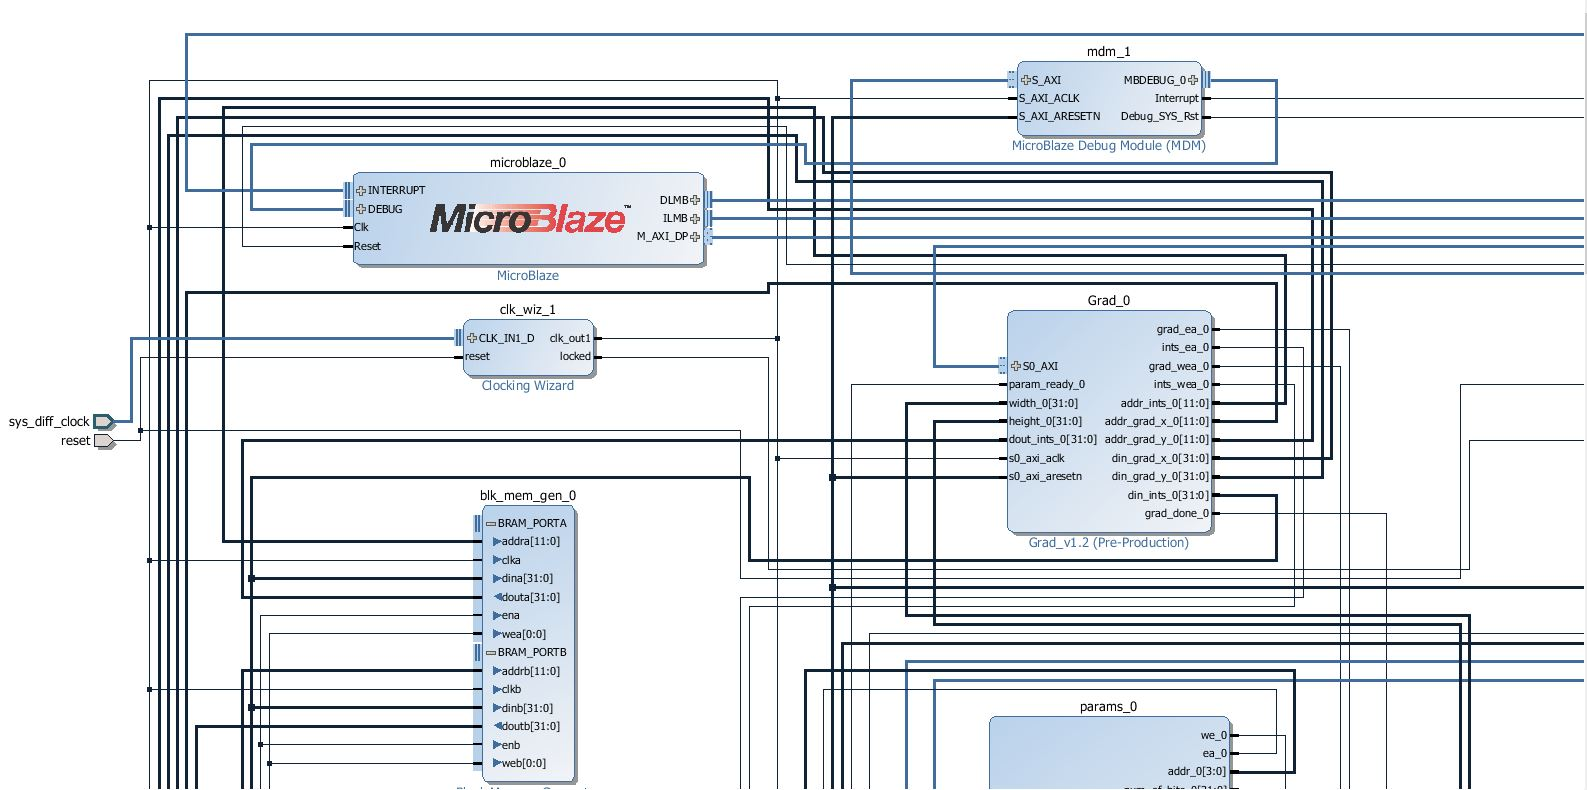 mdm_1
S_AXI
MBDEBUG_0
S_AXI_ACLK
Interrupt
S_AXI_ARESETN
Debug_SYS_Rst
MicroBlaze Debug Module (MDM)
microblaze_0
INTERRUPT
DEBUG
Clk
Reset
MicroBlaze™
DLMB
ILMB
M_AXI_DP
MicroBlaze
clk_wiz_1
CLK_IN1_D
clk_out1
reset
locked
Clocking Wizard
sys_diff_clock
reset
Grad_0
S0_AXI
param_ready_0
width_0[31:0]
height_0[31:0]
dout_ints_0[31:0]
s0_axi_aclk
s0_axi_aresetn
grad_ea_0
ints_ea_0
grad_wea_0
ints_wea_0
addr_ints_0[11:0]
addr_grad_x_0[11:0]
addr_grad_y_0[11:0]
din_grad_x_0[31:0]
din_grad_y_0[31:0]
din_ints_0[31:0]
grad_done_0
Grad_v1.2 (Pre-Production)
blk_mem_gen_0
BRAM_PORTA
addra[11:0]
clka
dina[31:0]
douta[31:0]
ena
wea[0:0]
BRAM_PORTB
addrb[11:0]
clkb
dinb[31:0]
doutb[31:0]
enb
web[0:0]
params_0
we_0
ea_0
addr_0[3:0]